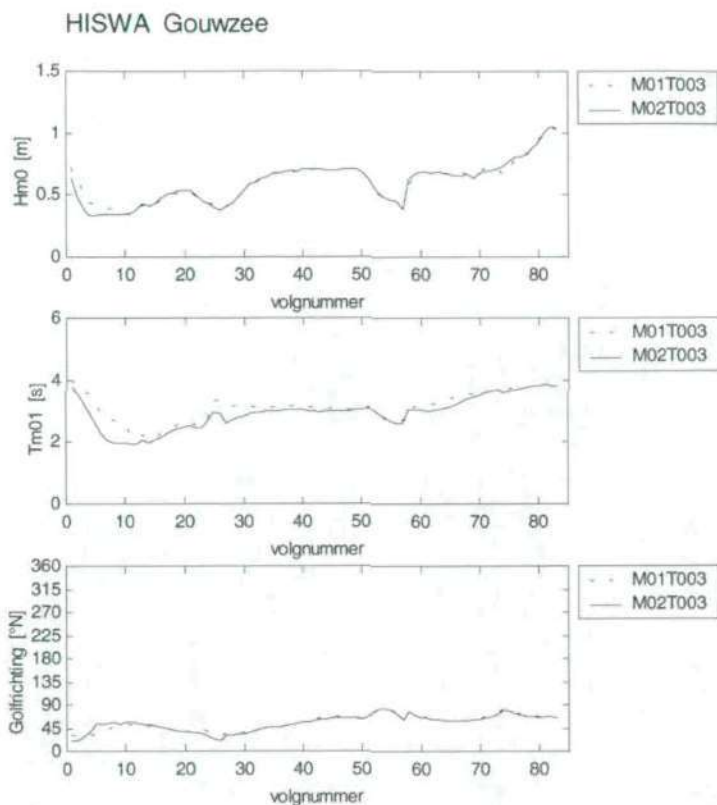 HISWA Gouwzee
1.5
1
0.5
0
Hm0 [m]
0 10 20 30 40 50 60 70 80
volgnummer
M01T003
M02T003
6
4
2
0
Tm01 [s]
0 10 20 30 40 50 60 70 80
volgnummer
M01T003
M02T003
360
315
270
225
180
135
90
45
0
Golfrichting [°N]
0 10 20 30 40 50 60 70 80
volgnummer
M01T003
M02T003